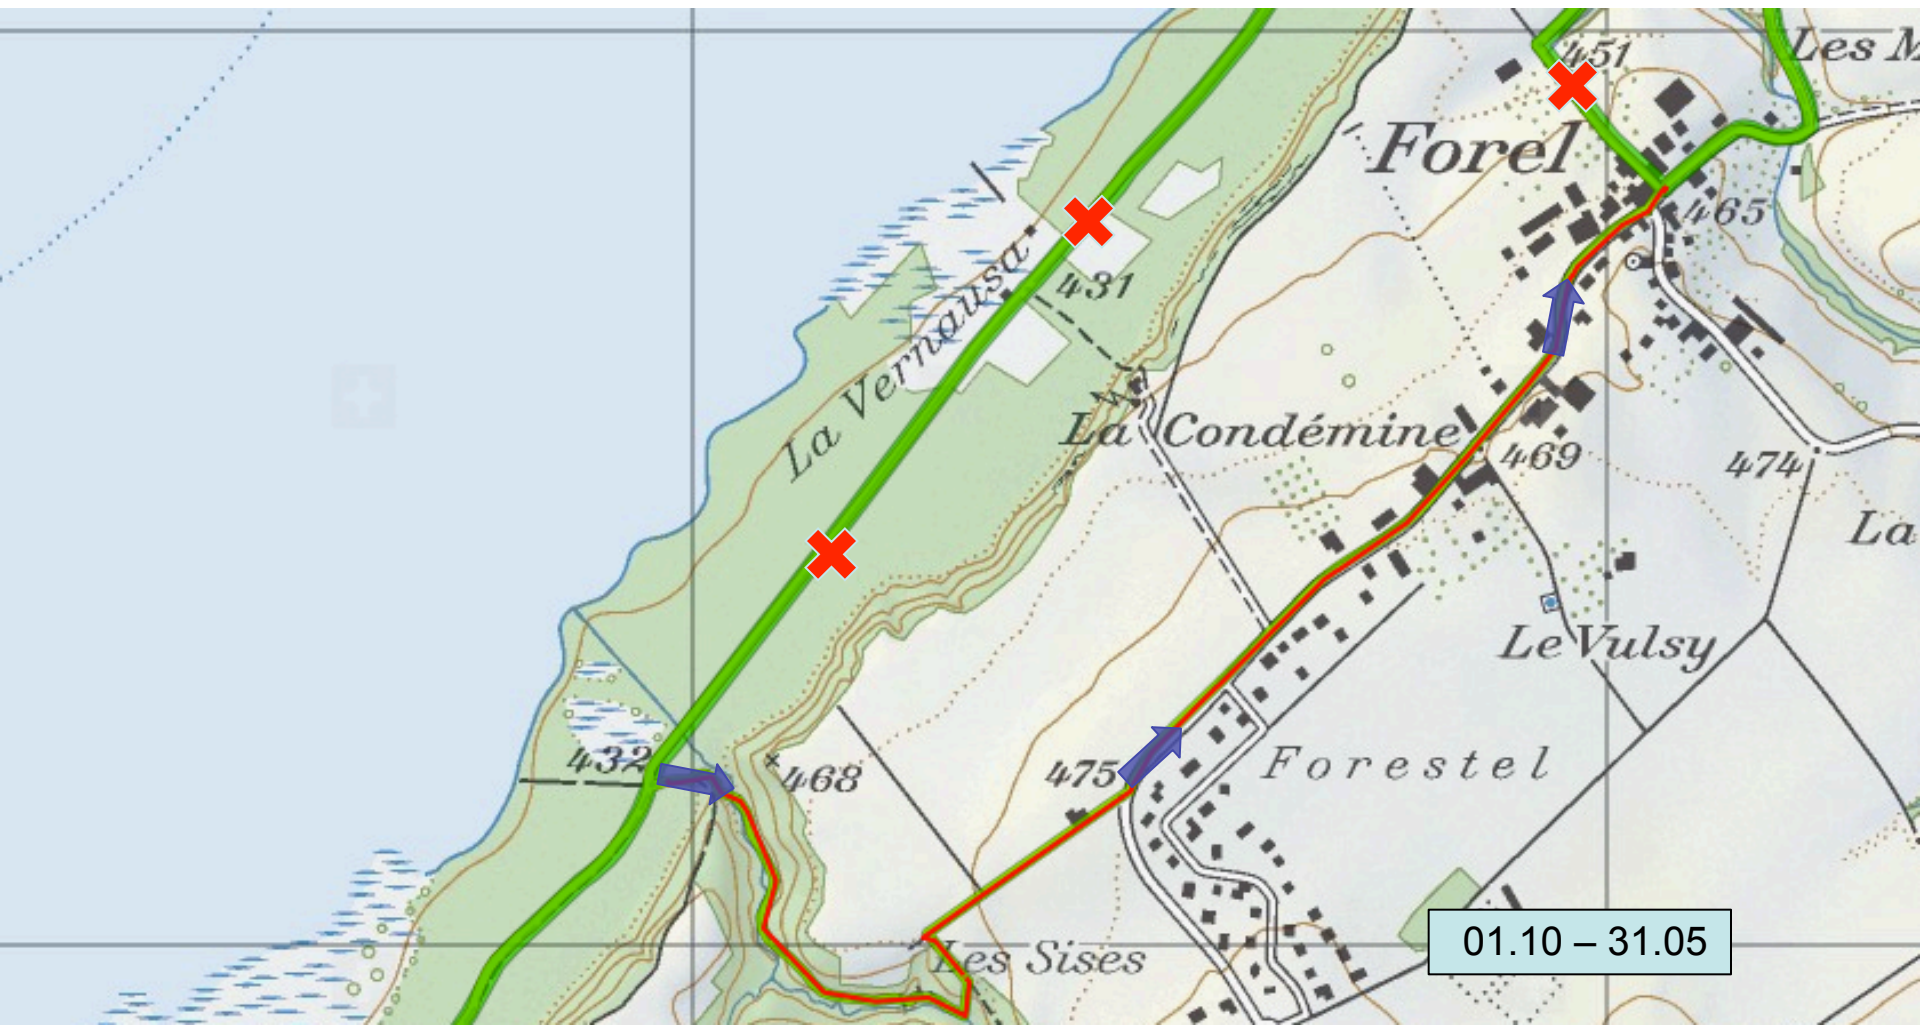 Les M
451
Forel
465
431
La Vernausa
La Condémine
469
474
La
Le Vulsy
432
468
475
Forestel
Les Sises
01.10 – 31.05